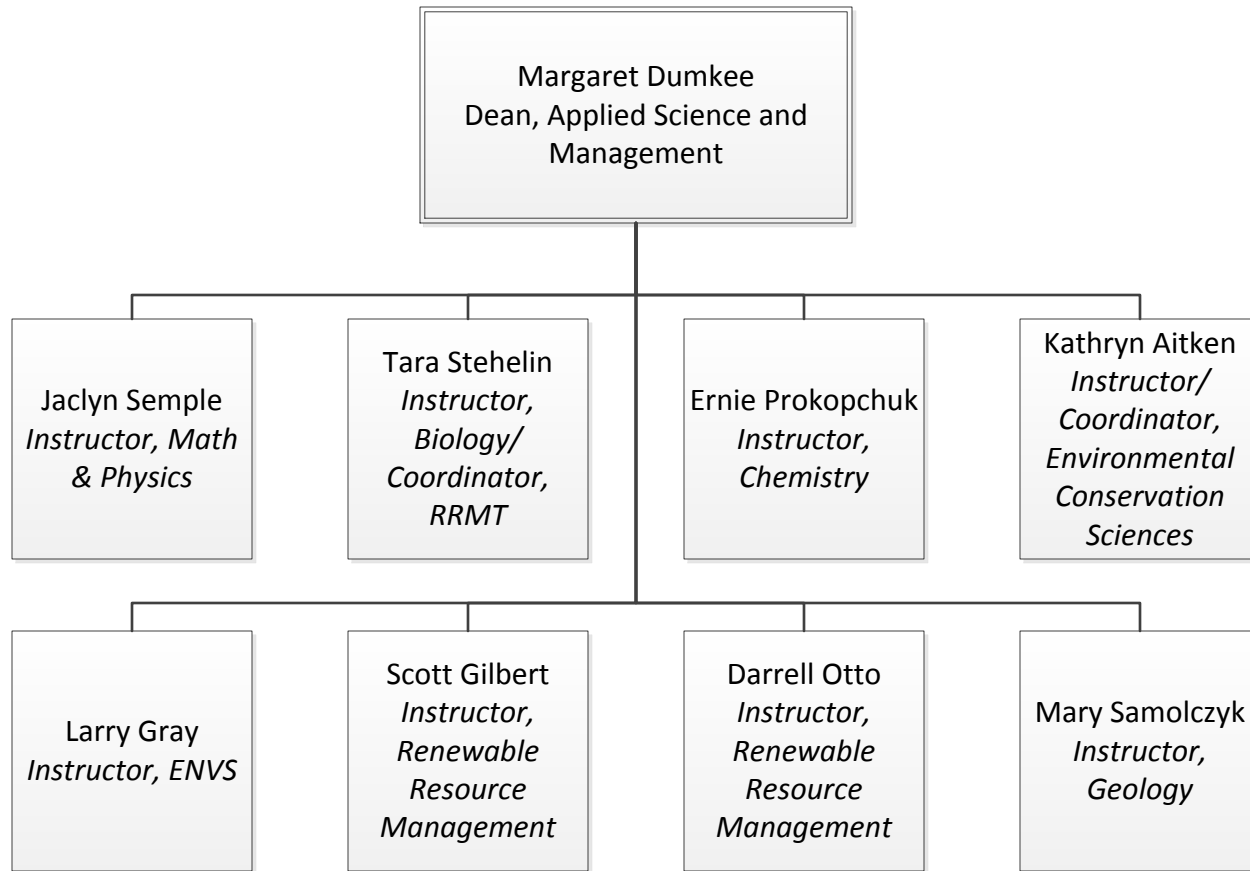 Margaret Dumkee
Dean, Applied Science and
Management
Jaclyn Semple
Instructor, Math
& Physics
Tara Stehelin
Instructor,
Biology/
Coordinator,
RRMT
Ernie Prokopchuk
Instructor,
Chemistry
Kathryn Aitken
Instructor/
Coordinator,
Environmental
Conservation
Sciences
Larry Gray
Instructor, ENVS
Scott Gilbert
Instructor,
Renewable
Resource
Management
Darrell Otto
Instructor,
Renewable
Resource
Management
Mary Samolczyk
Instructor,
Geology